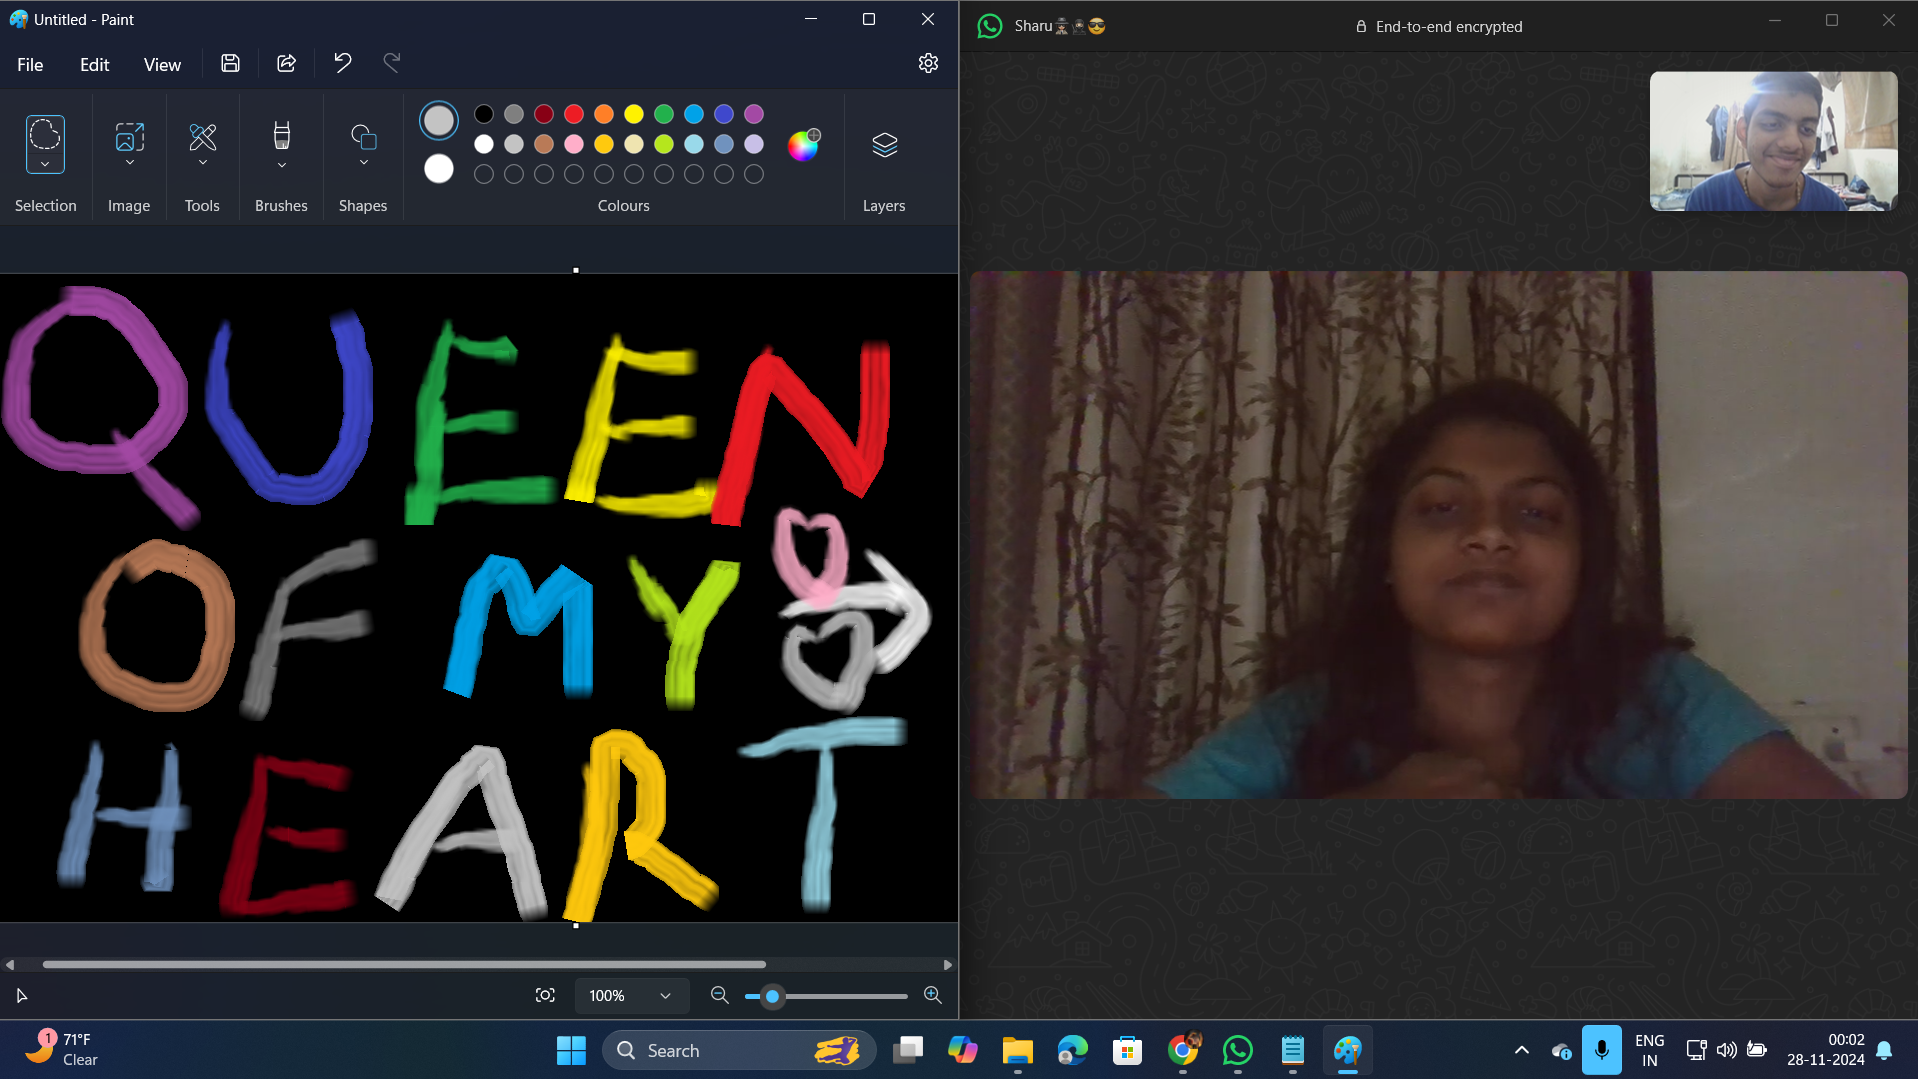 Untitled - Paint
File Edit View
Selection Image Tools Brushes Shapes Colours Layers
QUEEN
OF MY
HEART
100%
Sharu
End-to-end encrypted
1 71°F
Clear
Search
ENG
IN
00:02
28-11-2024